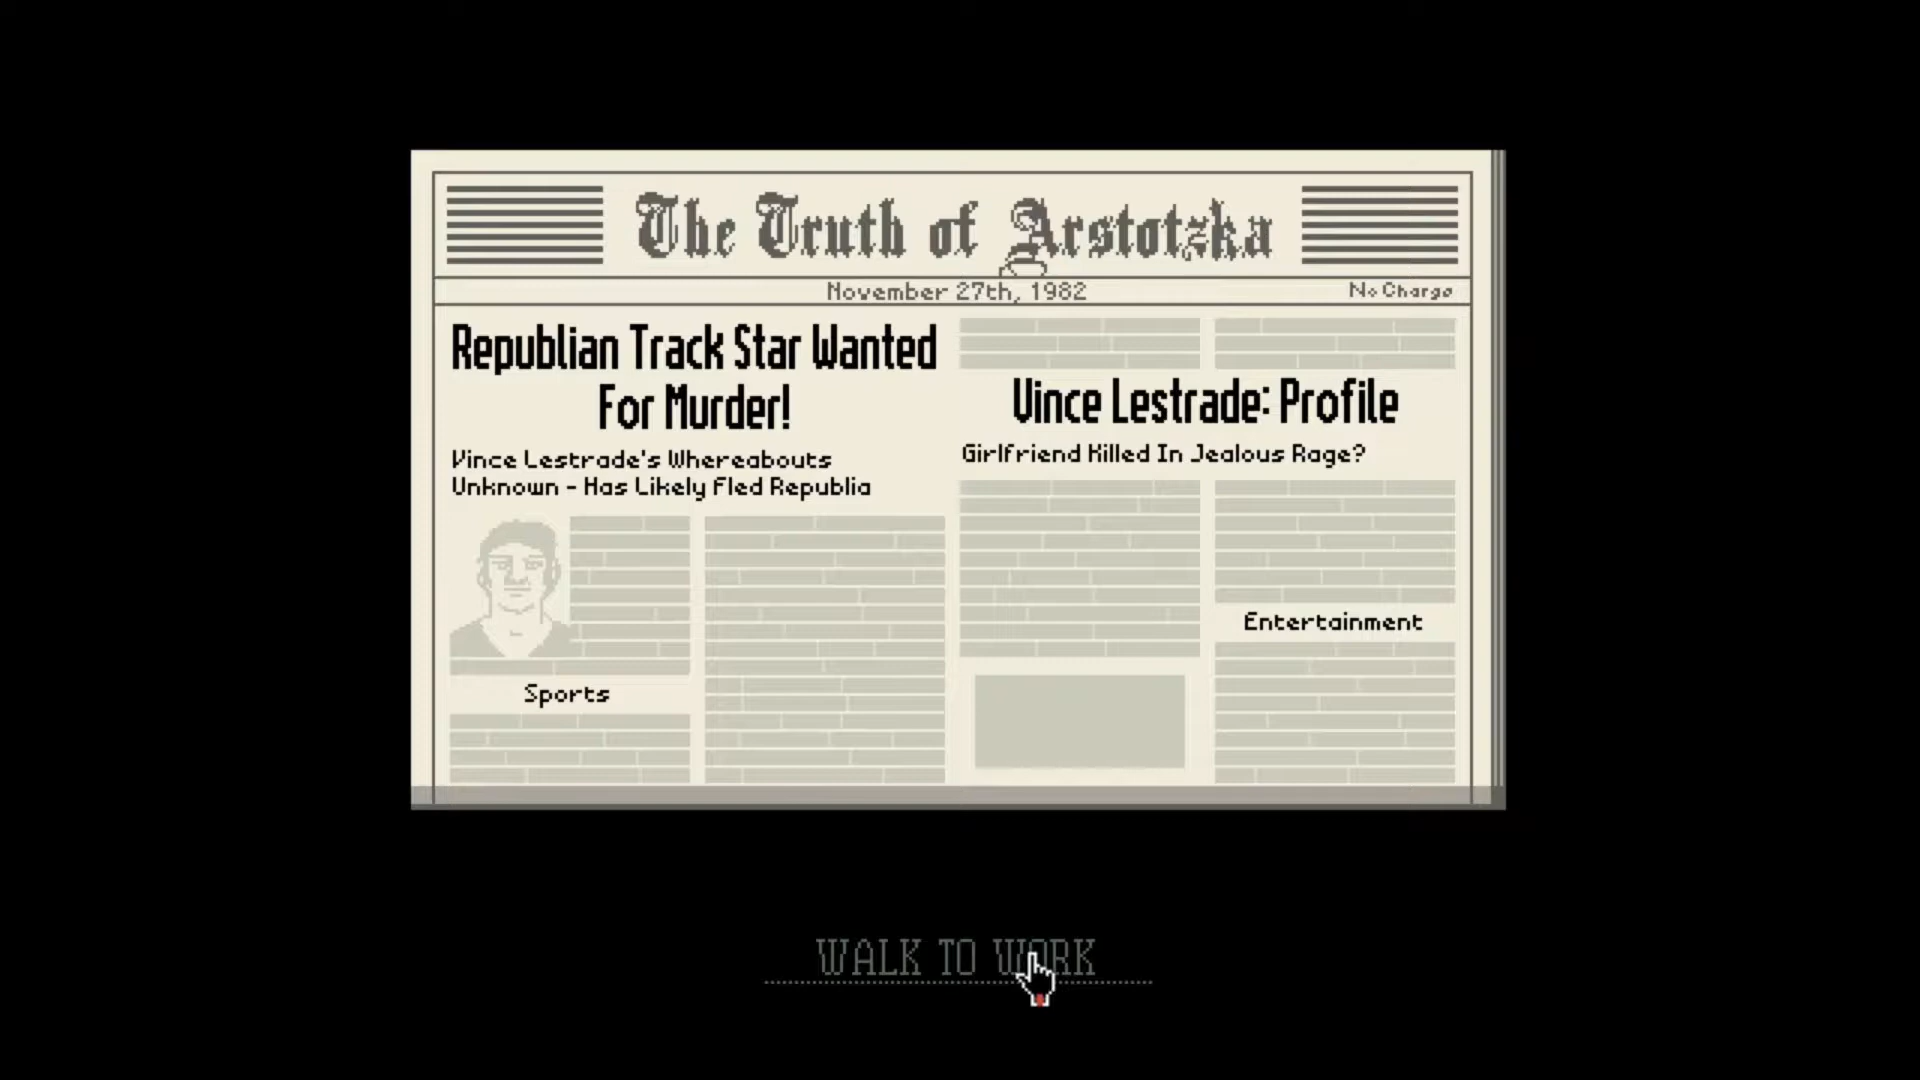 The Truth of Arstotzka
November 27th, 1982
No Charge
Republian Track Star Wanted
For Murder!
Vince Lestrade's Whereabouts
Unknown - Has Likely Fled Republia
Sports
Vince Lestrade: Profile
Girlfriend Killed In Jealous Rage?
Entertainment
WALK TO WORK